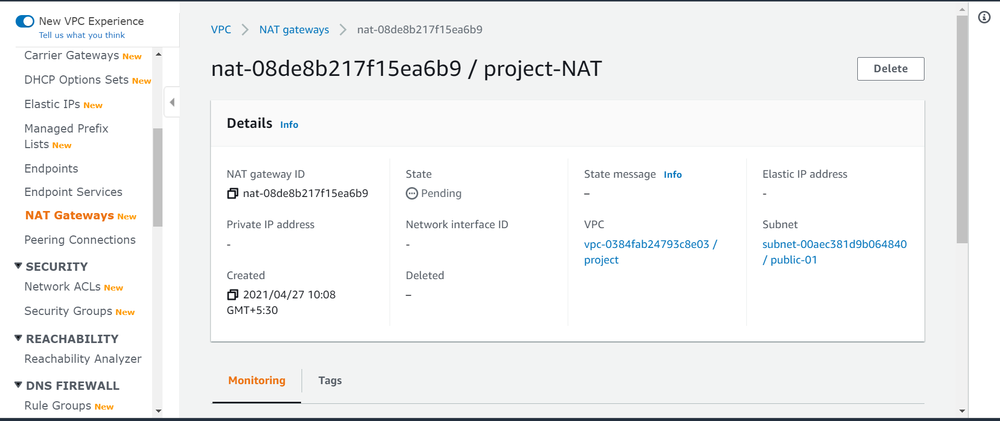 New VPC Experience
Tell us what you think
Carrier Gateways New
DHCP Options Sets New
Elastic IPs New
Managed Prefix
Lists New
Endpoints
Endpoint Services
NAT Gateways New
Peering Connections
SECURITY
Network ACLs New
Security Groups New
REACHABILITY
Reachability Analyzer
DNS FIREWALL
Rule Groups New
VPC > NAT gateways > nat-08de8b217f15ea6b9
nat-08de8b217f15ea6b9 / project-NAT
Delete
Details Info
NAT gateway ID
nat-08de8b217f15ea6b9
State
Pending
State message Info
–
Elastic IP address
-
Private IP address
-
Network interface ID
-
VPC
vpc-0384fab24793c8e03 /
project
Subnet
subnet-00aec381d9b064840
/ public-01
Created
2021/04/27 10:08
GMT+5:30
Deleted
–
Monitoring
Tags